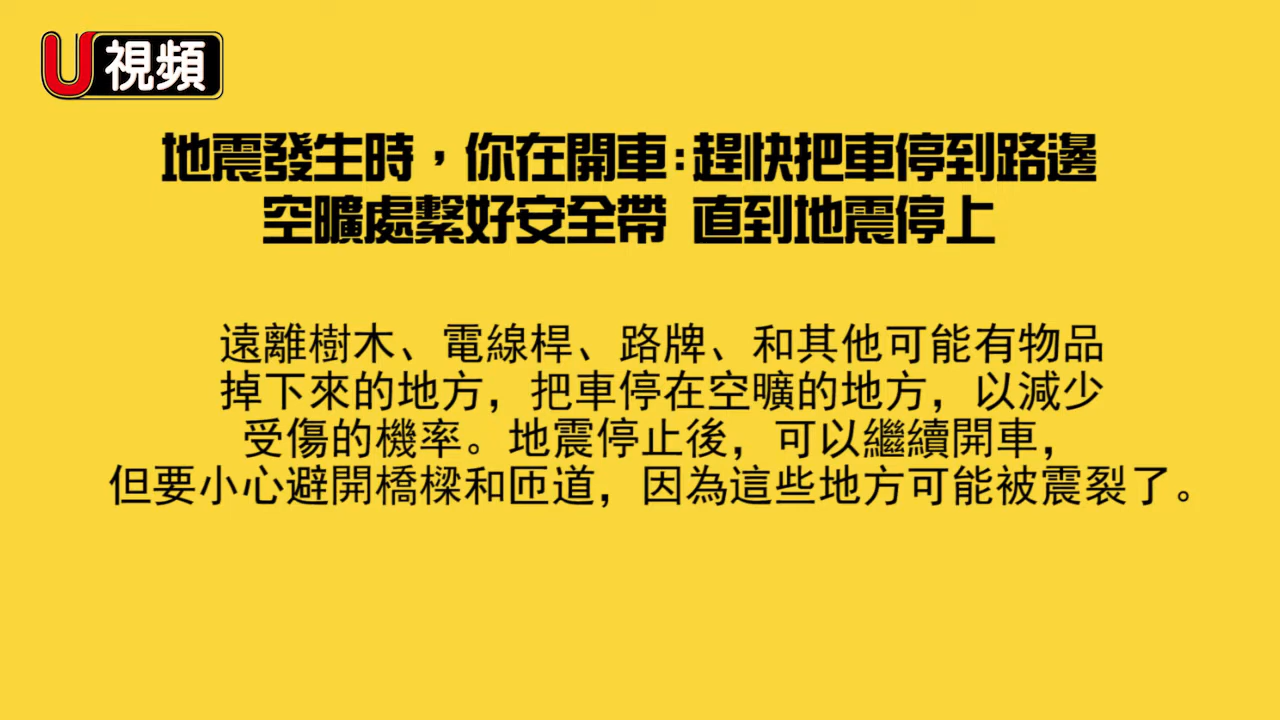 U視頻
地震發生時，你在開車:趕快把車停到路邊
空曠處繫好安全帶 直到地震停上
遠離樹木、電線桿、路牌、和其他可能有物品
掉下來的地方，把車停在空曠的地方，以減少
受傷的機率。地震停止後，可以繼續開車，
但要小心避開橋樑和匝道，因為這些地方可能被震裂了。